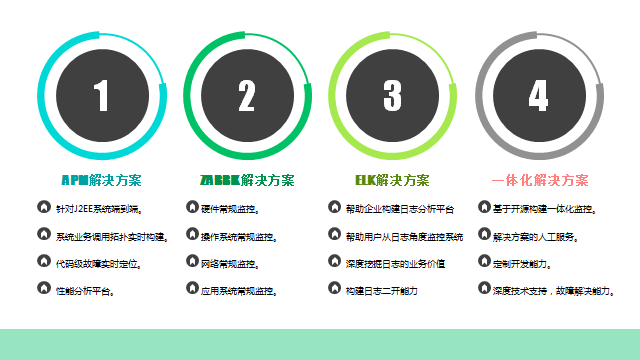 1
2
3
4
APM解决方案
ZABBIX解决方案
ELK解决方案
一体化解决方案
针对J2EE系统端到端。
系统业务调用拓扑实时构建。
代码级故障实时定位。
性能分析平台。
硬件常规监控。
操作系统常规监控。
网络常规监控。
应用系统常规监控。
帮助企业构建日志分析平台
帮助用户从日志角度监控系统
深度挖掘日志的业务价值
构建日志二开能力
基于开源构建一体化监控。
解决方案的人工服务。
定制开发能力。
深度技术支持，故障解决能力。